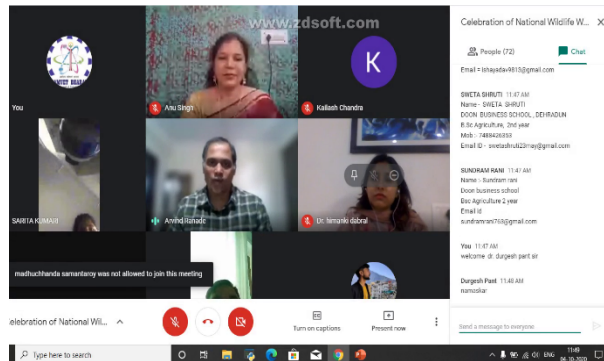 www.zdsoft.com
Celebration of National Wildlife W...
People (72)
Chat
Email = ishayadav9813@gmail.com
SWETA SHRUTI 11:47 AM
Name - SWETA SHRUTI
DOON BUSINESS SCHOOL , DEHRADUN
B.Sc Agriculture, 2nd year
Mob :- 7488426353
Email ID - swetashruti23may@gmail.com
SUNDRAM RANI 11:47 AM
Name :- Sundram rani
Doon business school
Bsc Agriculture 2 year
Email id
sundramrani763@gmail.com
You 11:47 AM
welcome dr. durgesh pant sir
Durgesh Pant 11:48 AM
nameskar
Send a message to everyone
You
Anu Singh
K
Kailash Chandra
SARITA KUMARI
Arvind Ranade
Dr. himanki dabral
madhuchhanda samantaroy was not allowed to join this meeting
elebration of National Wil...
Turn on captions
Present now
Type here to search
ENG
11:49
04-10-2020